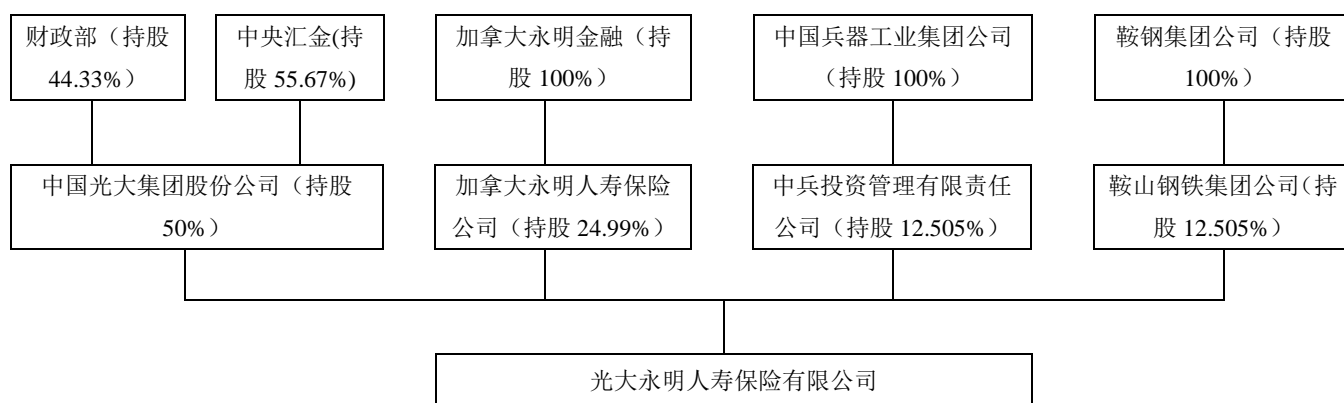 财政部（持股
44.33%）
中央汇金(持
股 55.67%)
加拿大永明金融（持
股 100%）
中国兵器工业集团公司
（持股 100%）
鞍钢集团公司（持股
100%）
中国光大集团股份公司（持股
50%）
加拿大永明人寿保险
公司（持股 24.99%）
中兵投资管理有限责任
公司（持股 12.505%）
鞍山钢铁集团公司(持
股 12.505%）
光大永明人寿保险有限公司